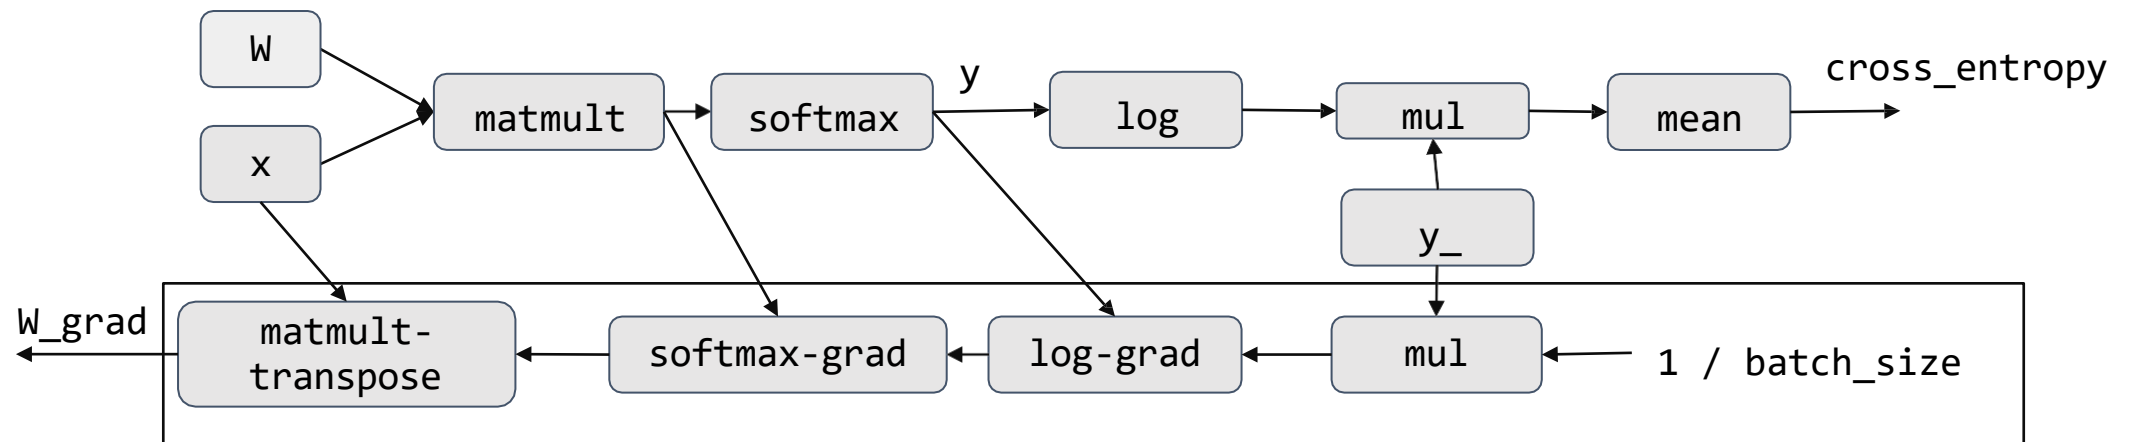 W
x
matmult
softmax
y
log
mul
mean
cross_entropy
y_
W_grad
matmult-
transpose
softmax-grad
log-grad
mul
1 / batch_size